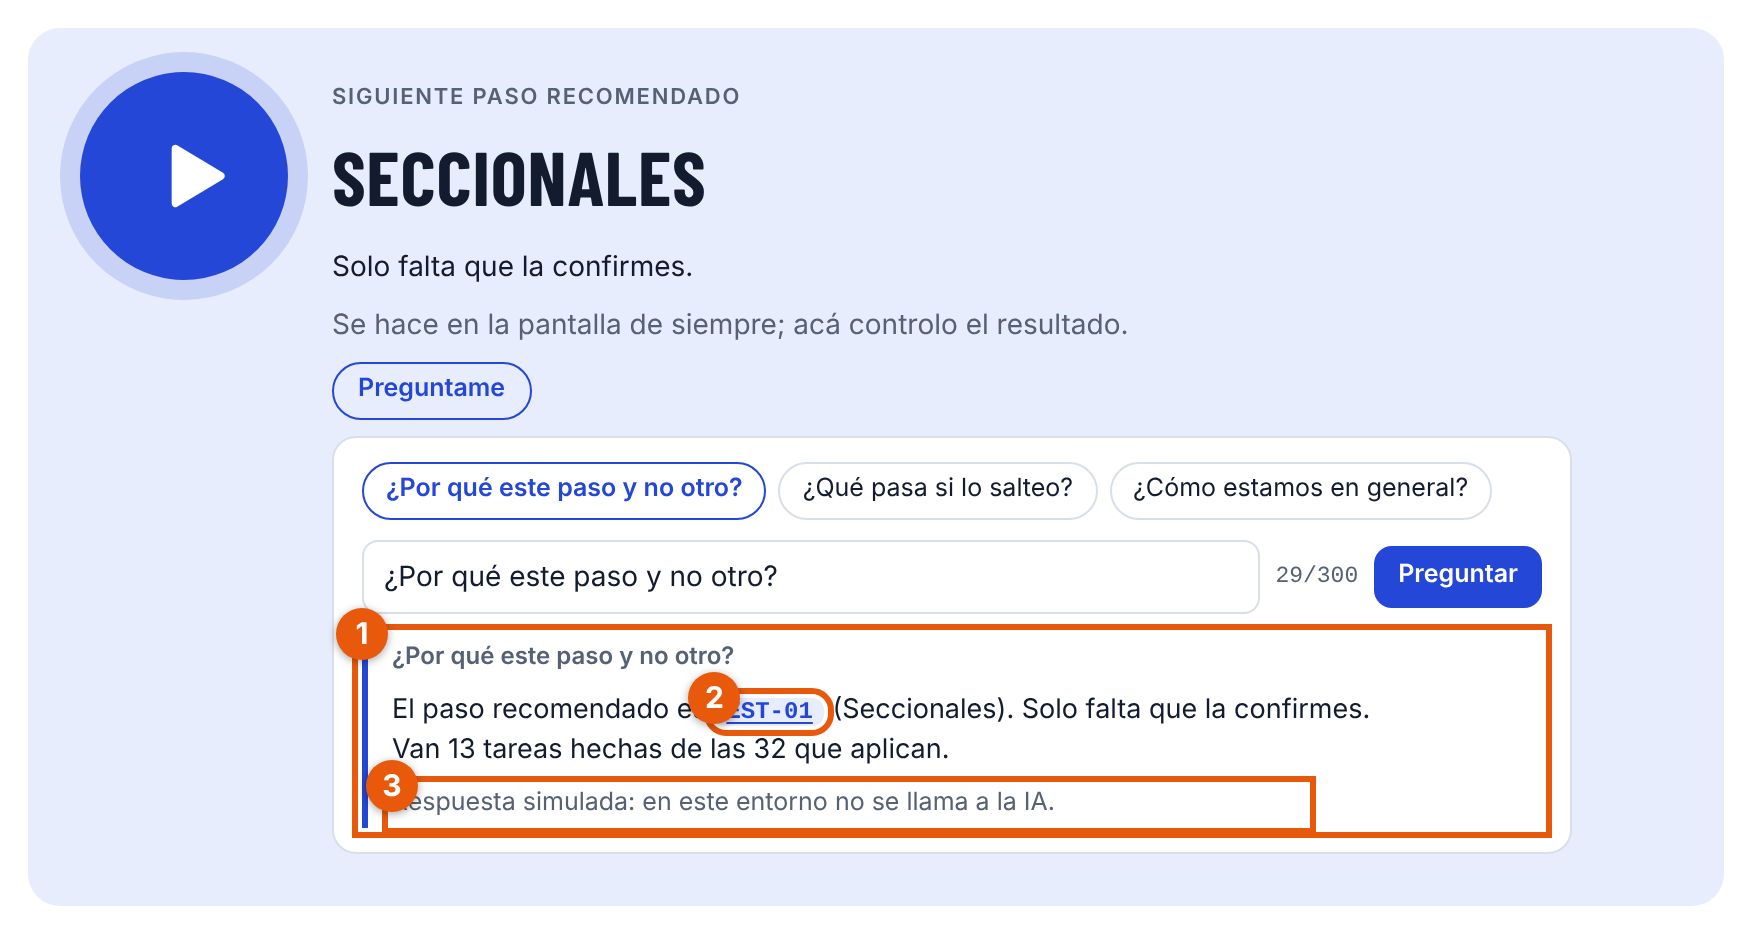 SIGUIENTE PASO RECOMENDADO
SECCIONALES
Solo falta que la confirmes.
Se hace en la pantalla de siempre; acá controlo el resultado.
Preguntame
¿Por qué este paso y no otro?
¿Qué pasa si lo salteo?
¿Cómo estamos en general?
¿Por qué este paso y no otro?
29/300
Preguntar
1
¿Por qué este paso y no otro?
El paso recomendado 2 EST-01 (Seccionales). Solo falta que la confirmes.
Van 13 tareas hechas de las 32 que aplican.
3 espuesta simulada: en este entorno no se llama a la IA.